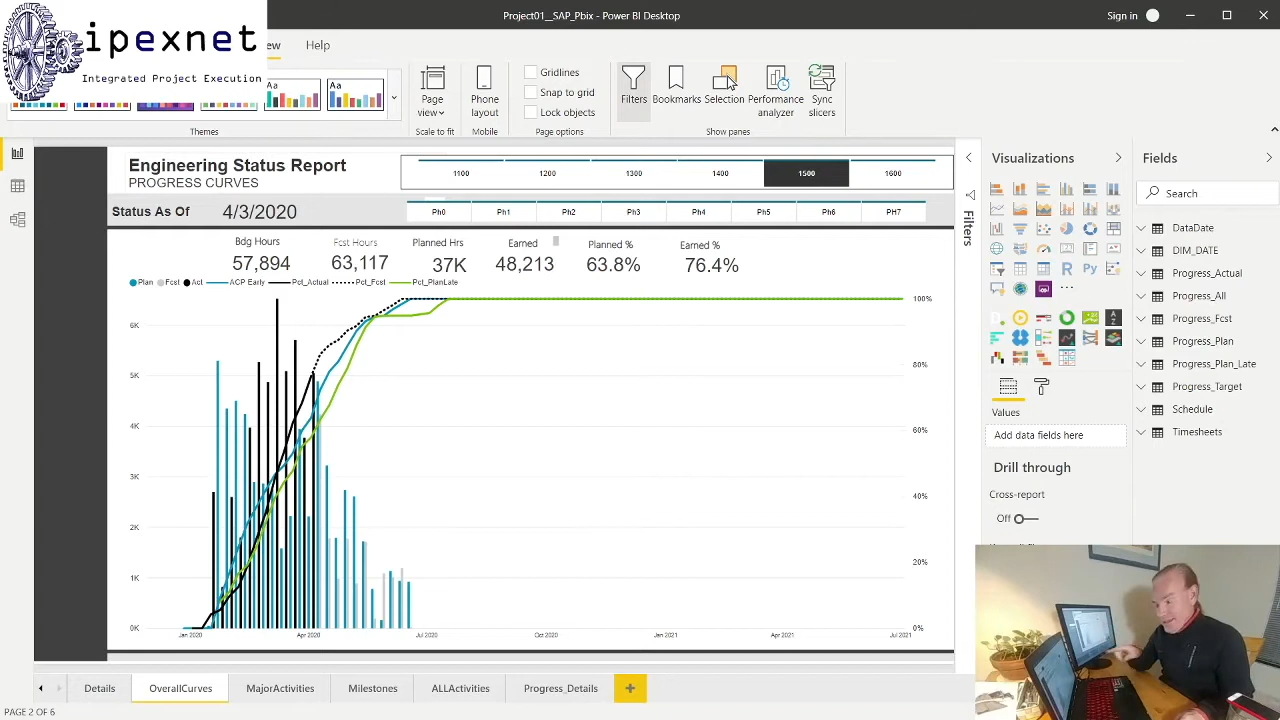 ipexnet
Integrated Project Execution
Project01__SAP_Pbix - Power BI Desktop
Sign in
Help
Aa
Aa
Page view
Phone layout
Gridlines
Snap to grid
Lock objects
Filters
Bookmarks
Selection
Performance analyzer
Sync slicers
Themes
Scale to fit
Mobile
Page options
Show panes
Engineering Status Report
PROGRESS CURVES
1100 1200 1300 1400 1500 1600
Status As Of 4/3/2020
Ph0 Ph1 Ph2 Ph3 Ph4 Ph5 Ph6 PH7
Bdg Hours Fcst Hours Planned Hrs Earned Planned % Earned %
57,894 63,117 37K 48,213 63.8% 76.4%
Plan Fcst Act ACP Early Pct_Actual Pct_Fcst Pct_PlanLate
6K
5K
4K
3K
2K
1K
0K
100%
80%
60%
40%
20%
0%
Jan 2020 Apr 2020 Jul 2020 Oct 2020 Jan 2021 Apr 2021 Jul 2021
Filters
Visualizations
R Py
Values
Add data fields here
Drill through
Cross-report
Off
Fields
Search
DataDate
DIM_DATE
Progress_Actual
Progress_All
Progress_Fcst
Progress_Plan
Progress_Plan_Late
Progress_Target
Schedule
Timesheets
Details OverallCurves MajorActivities Milestones ALLActivities Progress_Details
PAGE 2 OF 6